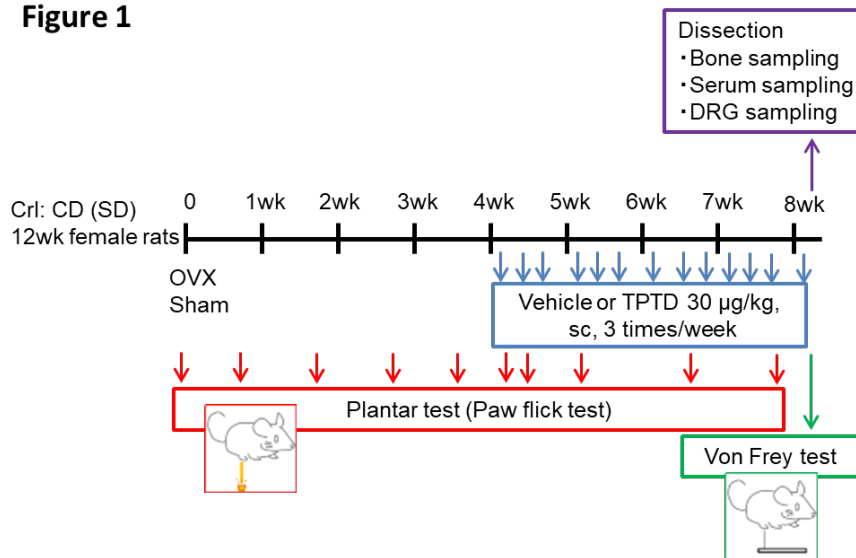 Figure 1
Dissection
・Bone sampling
・Serum sampling
・DRG sampling
0 1wk 2wk 3wk 4wk 5wk 6wk 7wk 8wk
Crl: CD (SD)
12wk female rats
OVX
Sham
Vehicle or TPTD 30 µg/kg,
sc, 3 times/week
Plantar test (Paw flick test)
Von Frey test